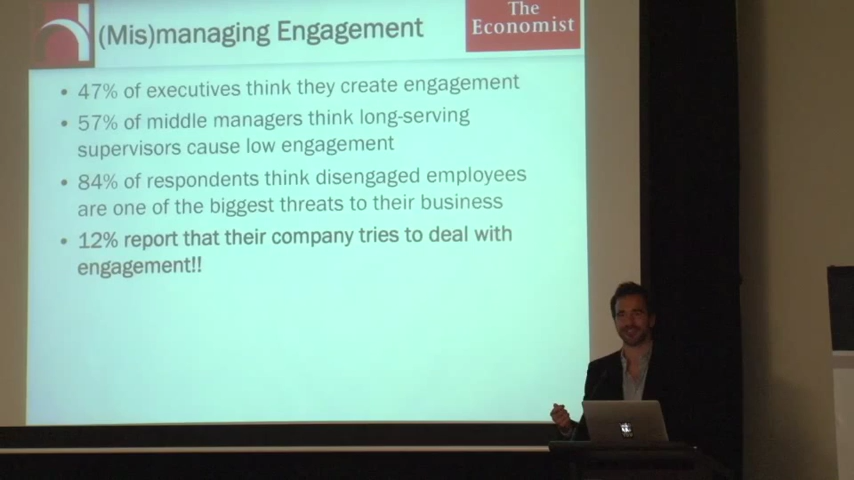 (Mis)managing Engagement
The
Economist
• 47% of executives think they create engagement
• 57% of middle managers think long-serving
supervisors cause low engagement
• 84% of respondents think disengaged employees
are one of the biggest threats to their business
• 12% report that their company tries to deal with
engagement!!